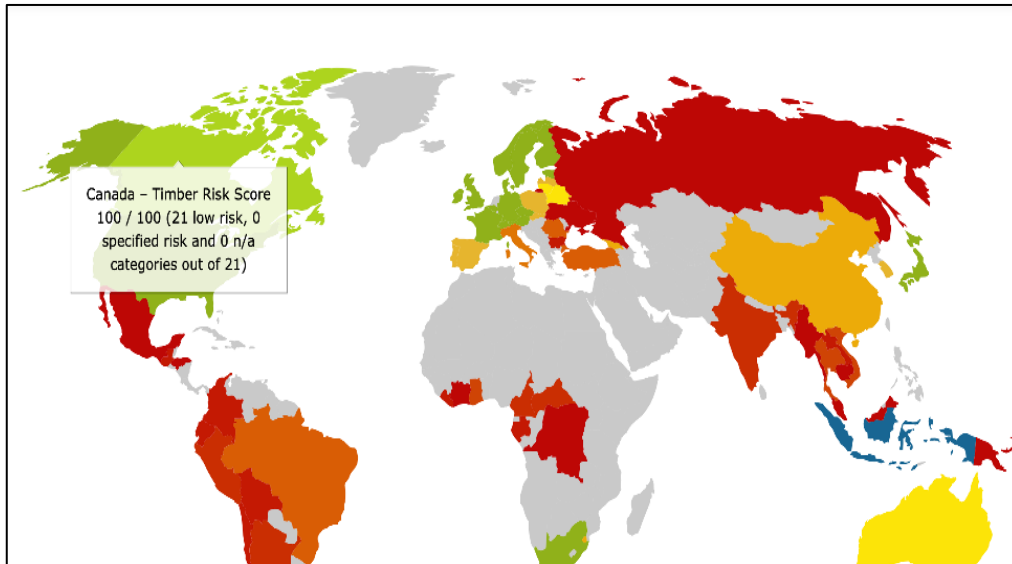 Canada – Timber Risk Score
100 / 100 (21 low risk, 0
specified risk and 0 n/a
categories out of 21)